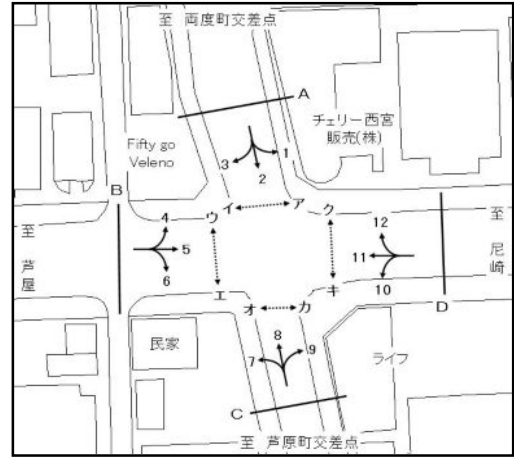 至 両度町交差点
A
チェリー西宮
販売(株)
Fifty go
Veleno
3
2
1
B
イ
ア
ク
ウ
4
5
6
12
11
10
至
芦
屋
至
尼
崎
エ
オ
カ
キ
D
民家
8
7
9
ライフ
C
至 芦原町交差点